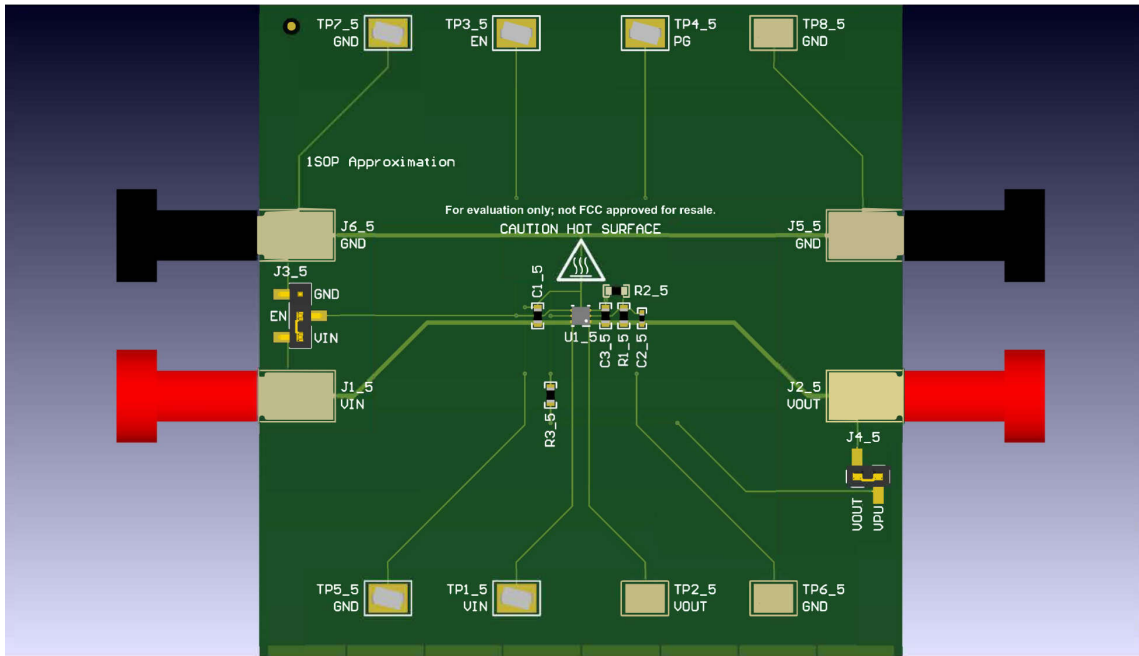 TP7_5
GND
TP3_5
EN
TP4_5
PG
TP8_5
GND
1SOP Approximation
For evaluation only; not FCC approved for resale.
CAUTION HOT SURFACE
J6_5
GND
J5_5
GND
J3_5
GND
EN
VIN
C1_5
R2_5
U1_5
C3_5
R1_5
C2_5
J1_5
VIN
J2_5
VOUT
R3_5
J4_5
VOUT
VPU
TP5_5
GND
TP1_5
VIN
TP2_5
VOUT
TP6_5
GND